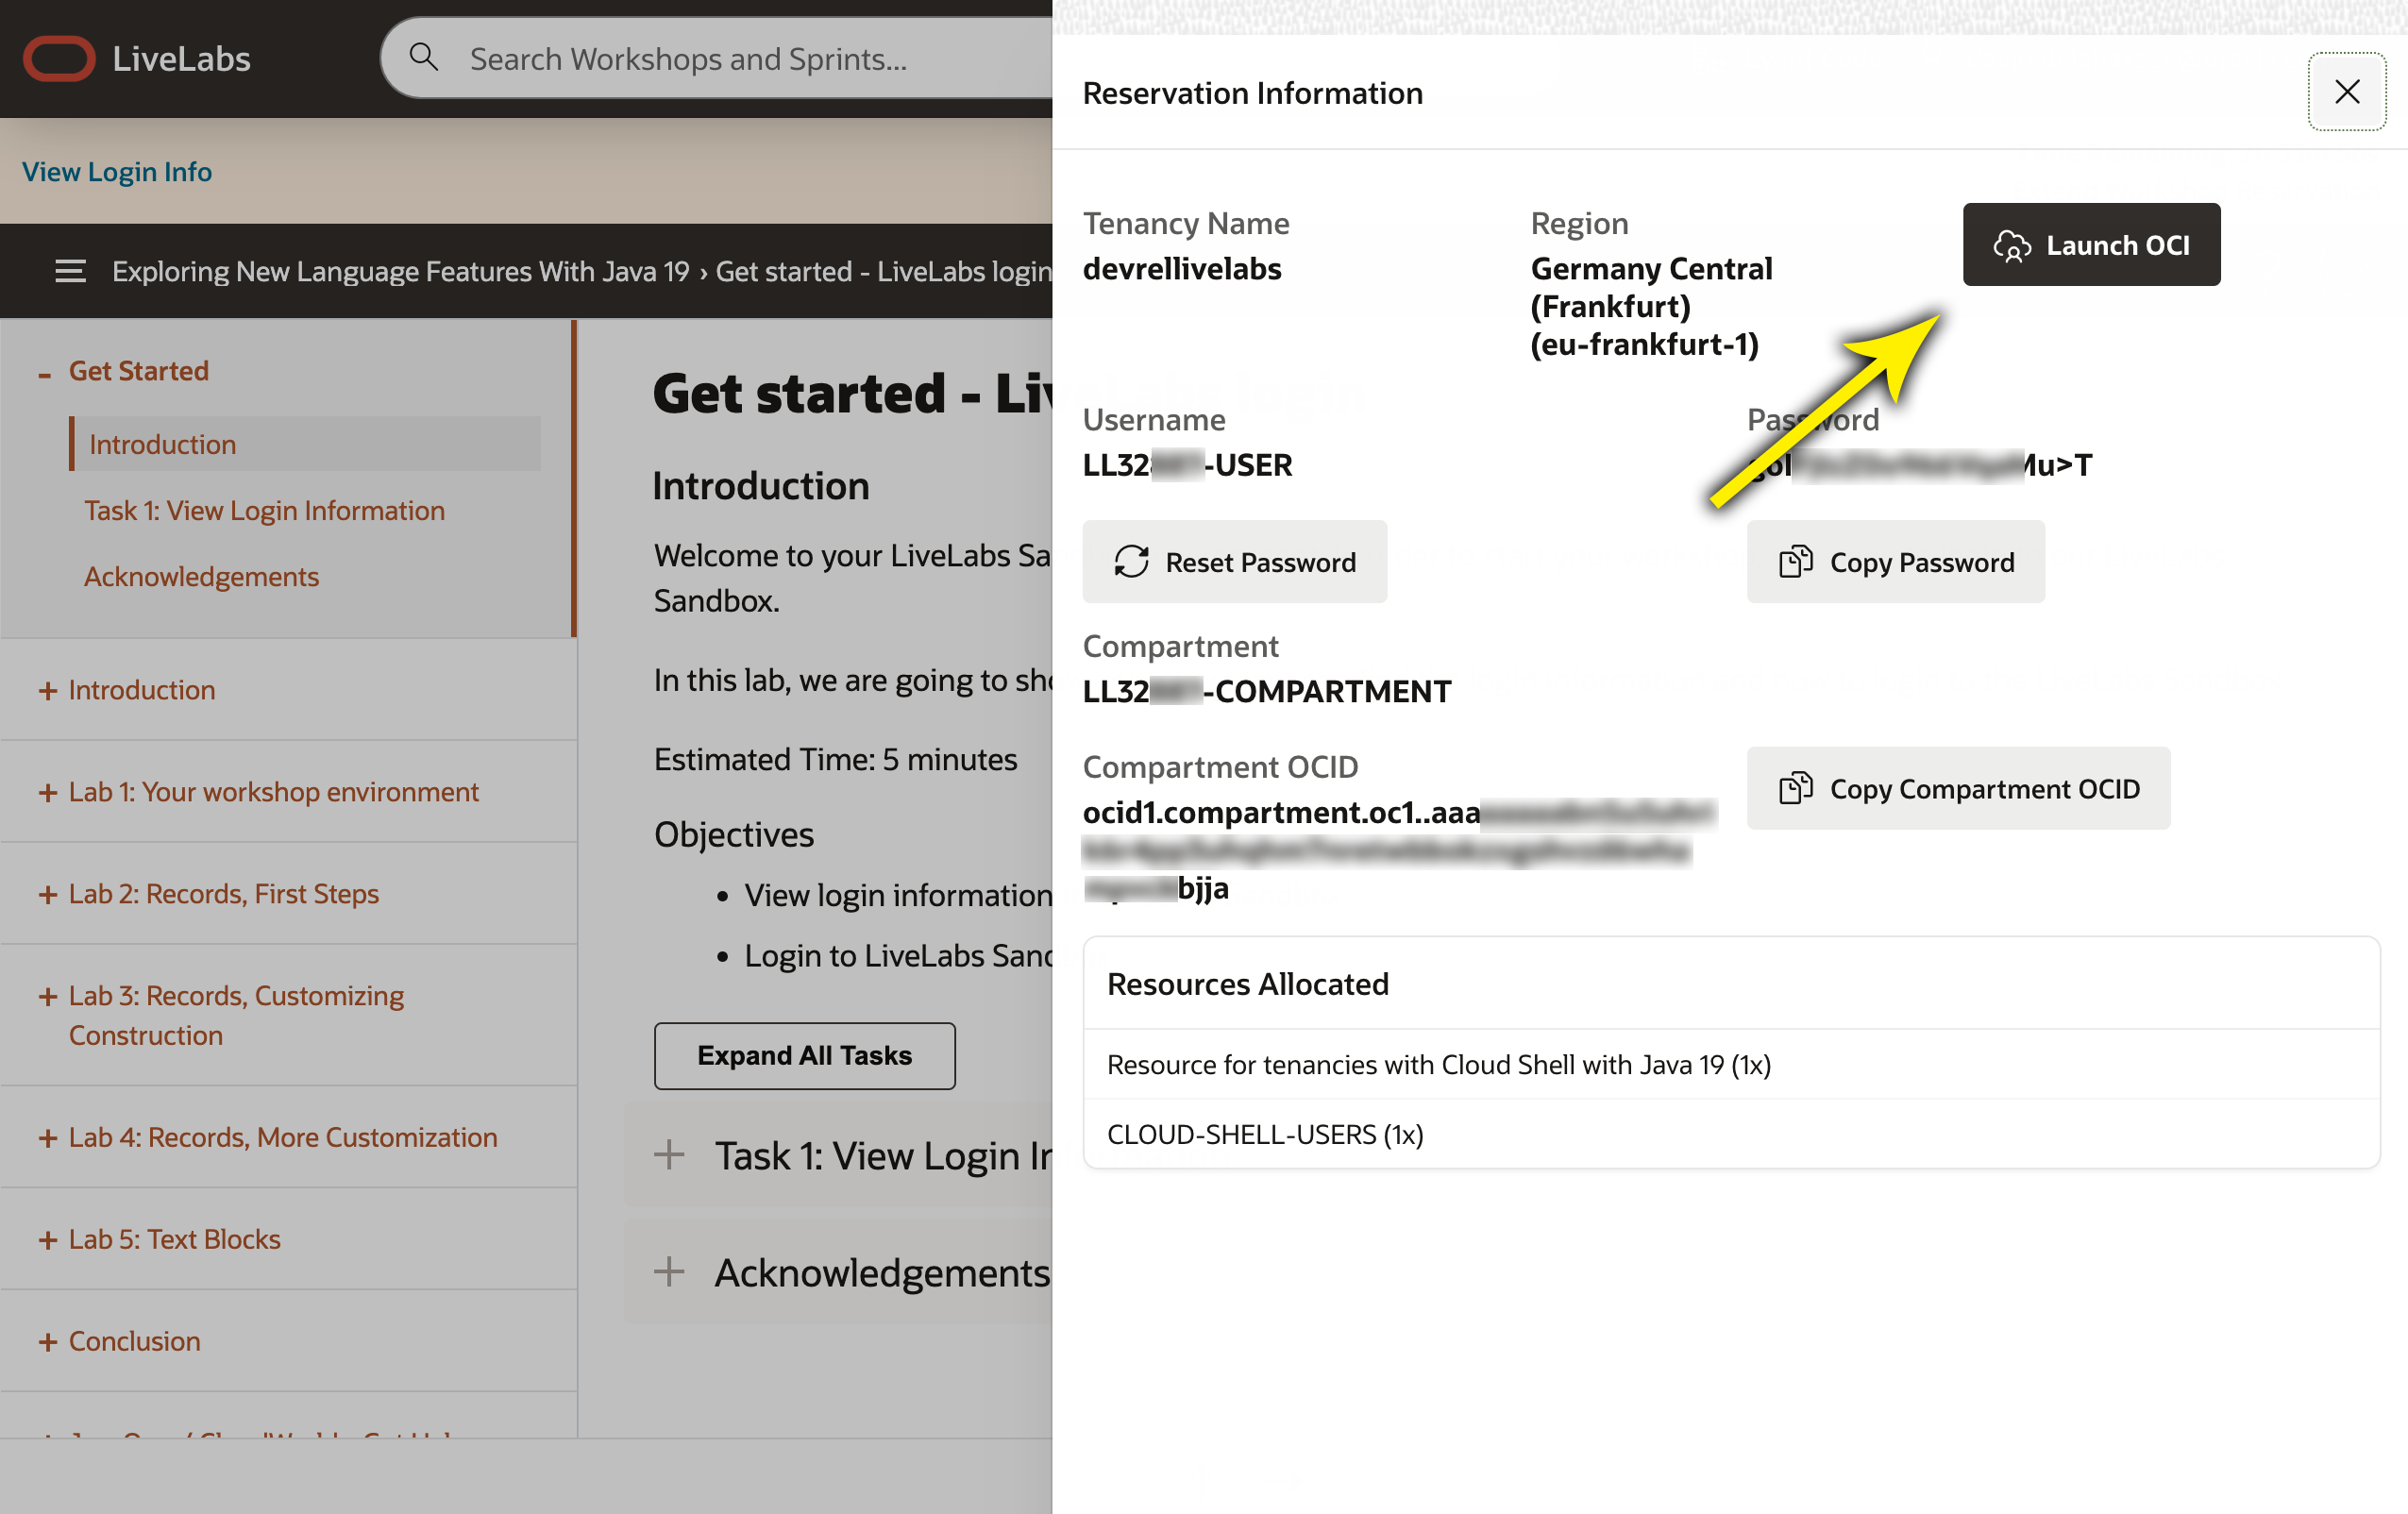 LiveLabs
Search Workshops and Sprints...
View Login Info
Exploring New Language Features With Java 19 › Get started - LiveLabs login
- Get Started
Introduction
Task 1: View Login Information
Acknowledgements
+ Introduction
+ Lab 1: Your workshop environment
+ Lab 2: Records, First Steps
+ Lab 3: Records, Customizing
Construction
+ Lab 4: Records, More Customization
+ Lab 5: Text Blocks
+ Conclusion
Get started - Li
Introduction
Welcome to your LiveLabs Sa
Sandbox.
In this lab, we are going to sho
Estimated Time: 5 minutes
Objectives
• View login information
• Login to LiveLabs Sand
Expand All Tasks
+ Task 1: View Login In
+ Acknowledgements
Reservation Information
Tenancy Name
devrellivelabs
Region
Germany Central
(Frankfurt)
(eu-frankfurt-1)
Launch OCI
Username
LL32 -USER
Password
Mu>T
Reset Password
Copy Password
Compartment
LL32 -COMPARTMENT
Compartment OCID
ocid1.compartment.oc1..aaa
bjja
Copy Compartment OCID
Resources Allocated
Resource for tenancies with Cloud Shell with Java 19 (1x)
CLOUD-SHELL-USERS (1x)